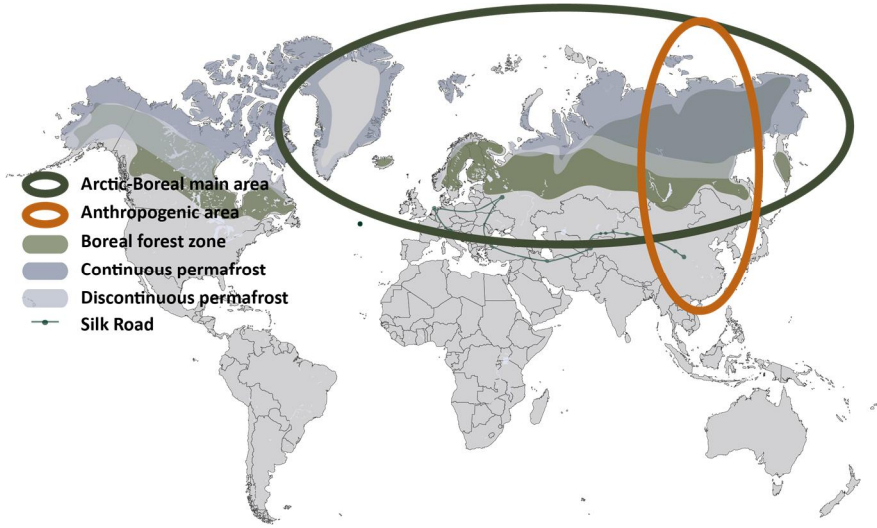 Arctic-Boreal main area
Anthropogenic area
Boreal forest zone
Continuous permafrost
Discontinuous permafrost
Silk Road